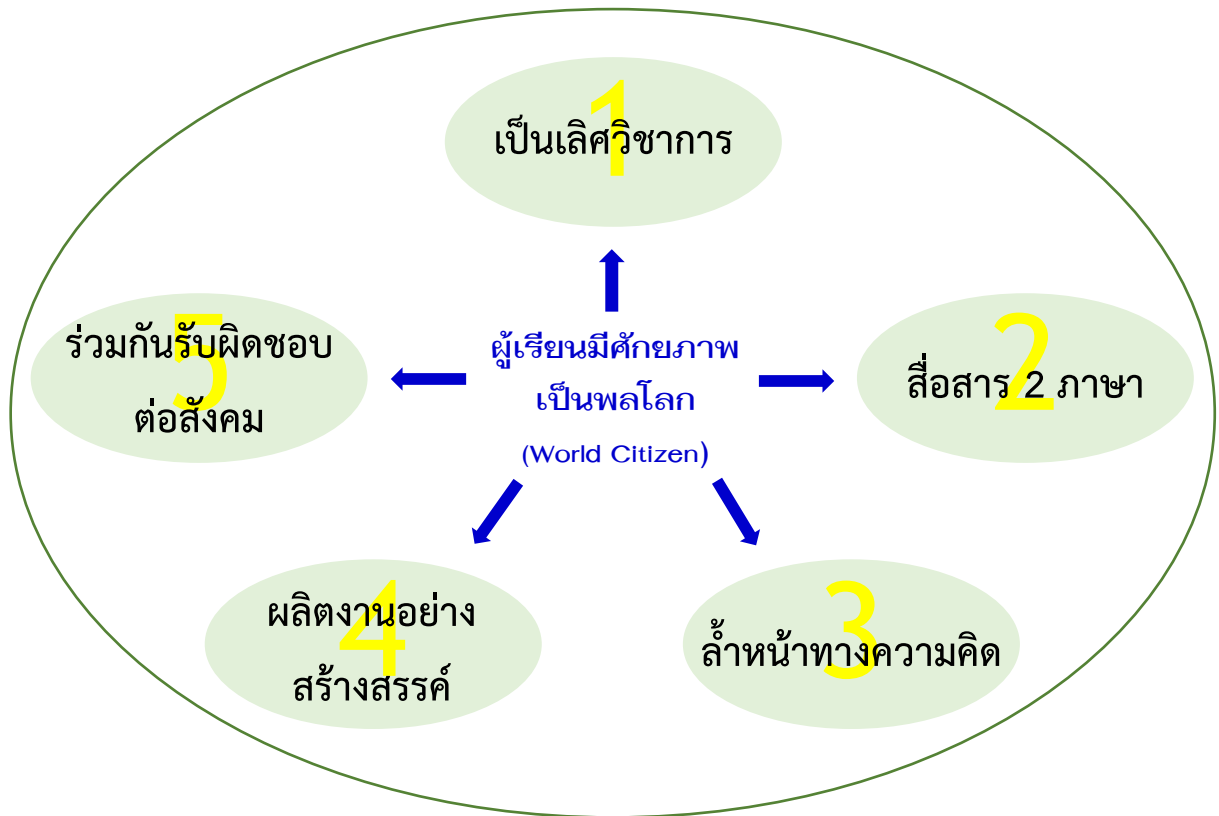 1
เป็นเลิศวิชาการ
2
สื่อสาร 2 ภาษา
3
ล้ำหน้าทางความคิด
4
ผลิตงานอย่าง
สร้างสรรค์
5
ร่วมกันรับผิดชอบ
ต่อสังคม
ผู้เรียนมีศักยภาพ
เป็นพลโลก
(World Citizen)